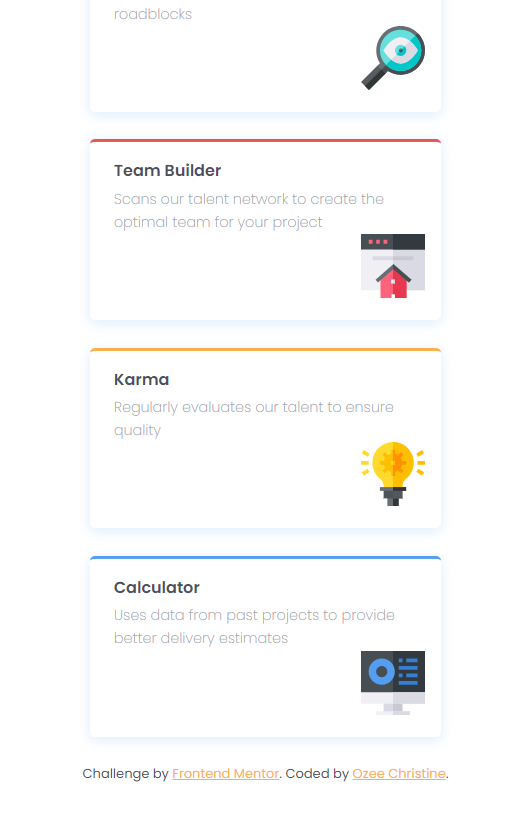 roadblocks
Team Builder
Scans our talent network to create the
optimal team for your project
Karma
Regularly evaluates our talent to ensure
quality
Calculator
Uses data from past projects to provide
better delivery estimates
Challenge by Frontend Mentor. Coded by Ozee Christine.